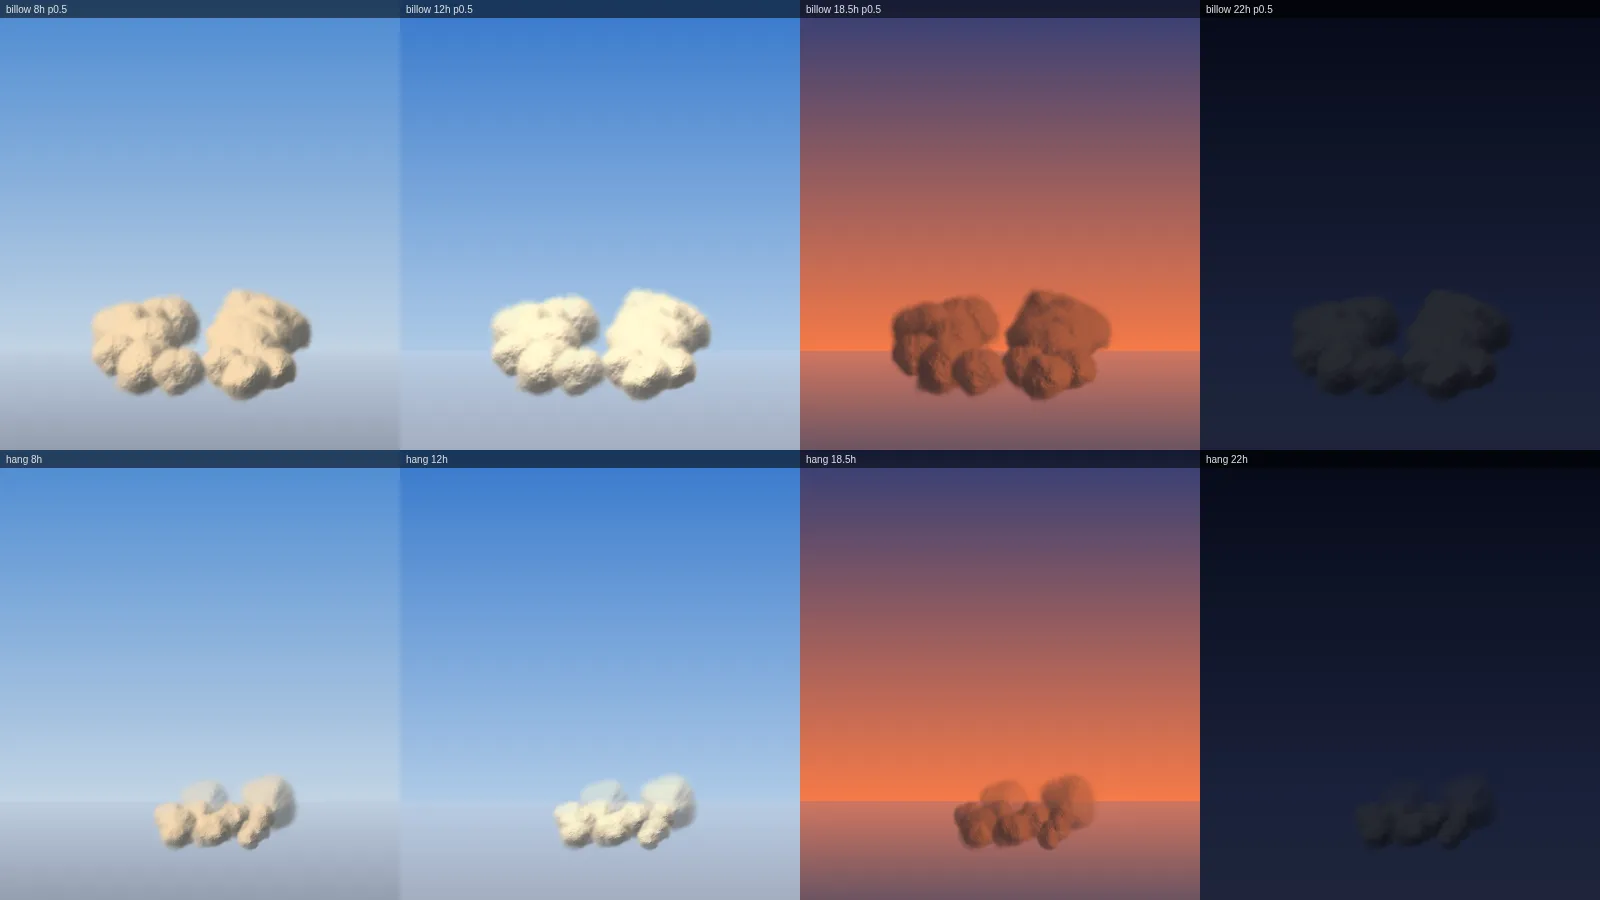 billow 8h p0.5
billow 12h p0.5
billow 18.5h p0.5
billow 22h p0.5
hang 8h
hang 12h
hang 18.5h
hang 22h